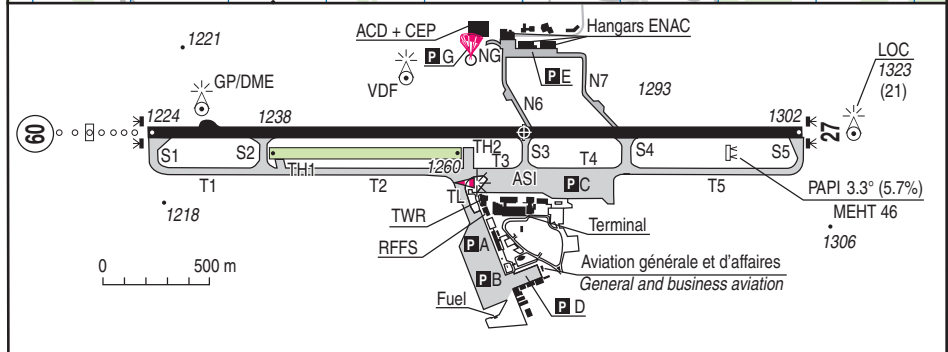 1221
ACD + CEP
Hangars ENAC
P G
NG
P E
N7
LOC
1323
(21)
GP/DME
VDF
1293
N6
1224
1238
1302
09
27
S1
S2
TH1
1260
TH2
T3
S3
T4
S4
S5
T1
T2
ASI
P C
T5
PAPI 3.3° (5.7%)
MEHT 46
1218
TL
TWR
RFFS
Terminal
1306
P A
0 500 m
P B
Aviation générale et d’affaires
General and business aviation
Fuel
P D